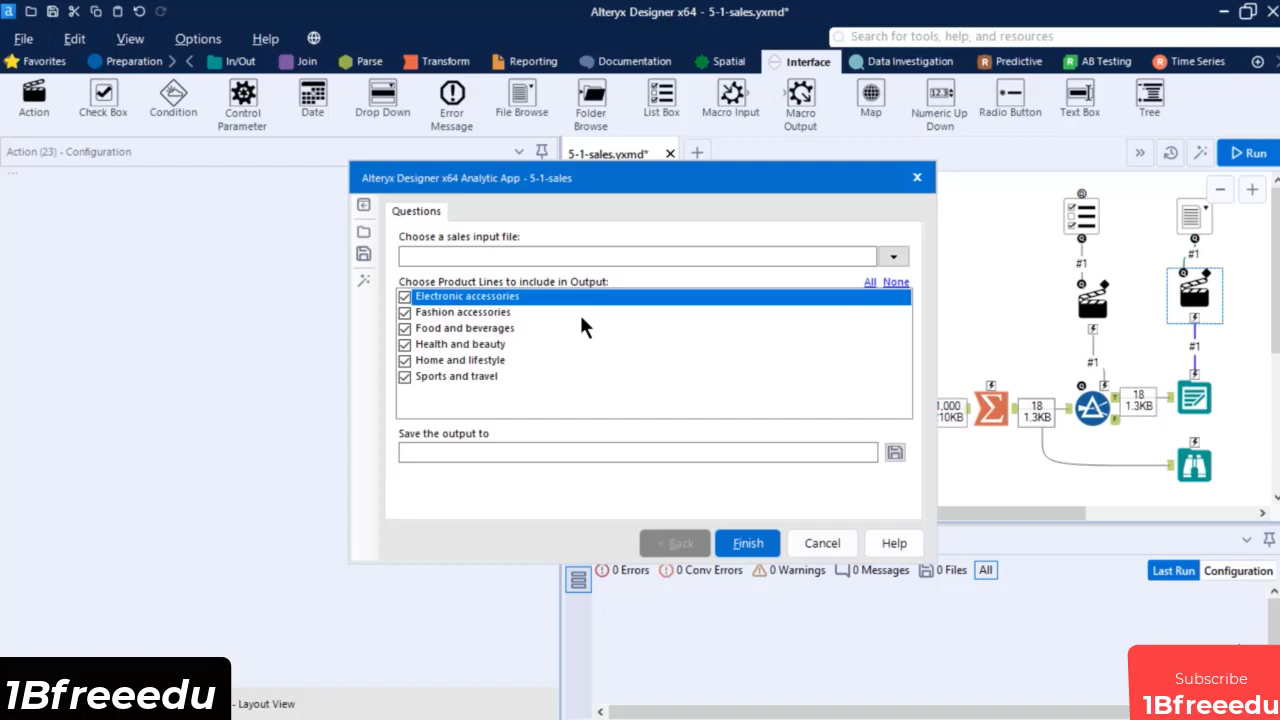 Alteryx Designer x64 - 5-1-sales.yxmd*
File Edit View Options Help
Search for tools, help, and resources
Favorites Preparation In/Out Join Parse Transform Reporting Documentation Spatial Interface Data Investigation Predictive AB Testing Time Series
Action Check Box Condition Control Parameter Date Drop Down Error Message File Browse Folder Browse List Box Macro Input Macro Output Map Numeric Up Down Radio Button Text Box Tree
Action (23) - Configuration
5-1-sales.yxmd*
Run
Alteryx Designer x64 Analytic App - 5-1-sales
Questions
Choose a sales input file:
Choose Product Lines to include in Output: All None
Electronic accessories
Fashion accessories
Food and beverages
Health and beauty
Home and lifestyle
Sports and travel
Save the output to
< Back Finish Cancel Help
#1 #1
#1 #1
1,000 18 18
210KB 1.3KB 1.3KB
0 Errors 0 Conv Errors 0 Warnings 0 Messages 0 Files All Last Run Configuration
1Bfreeedu
- Layout View
Subscribe
1Bfreeedu